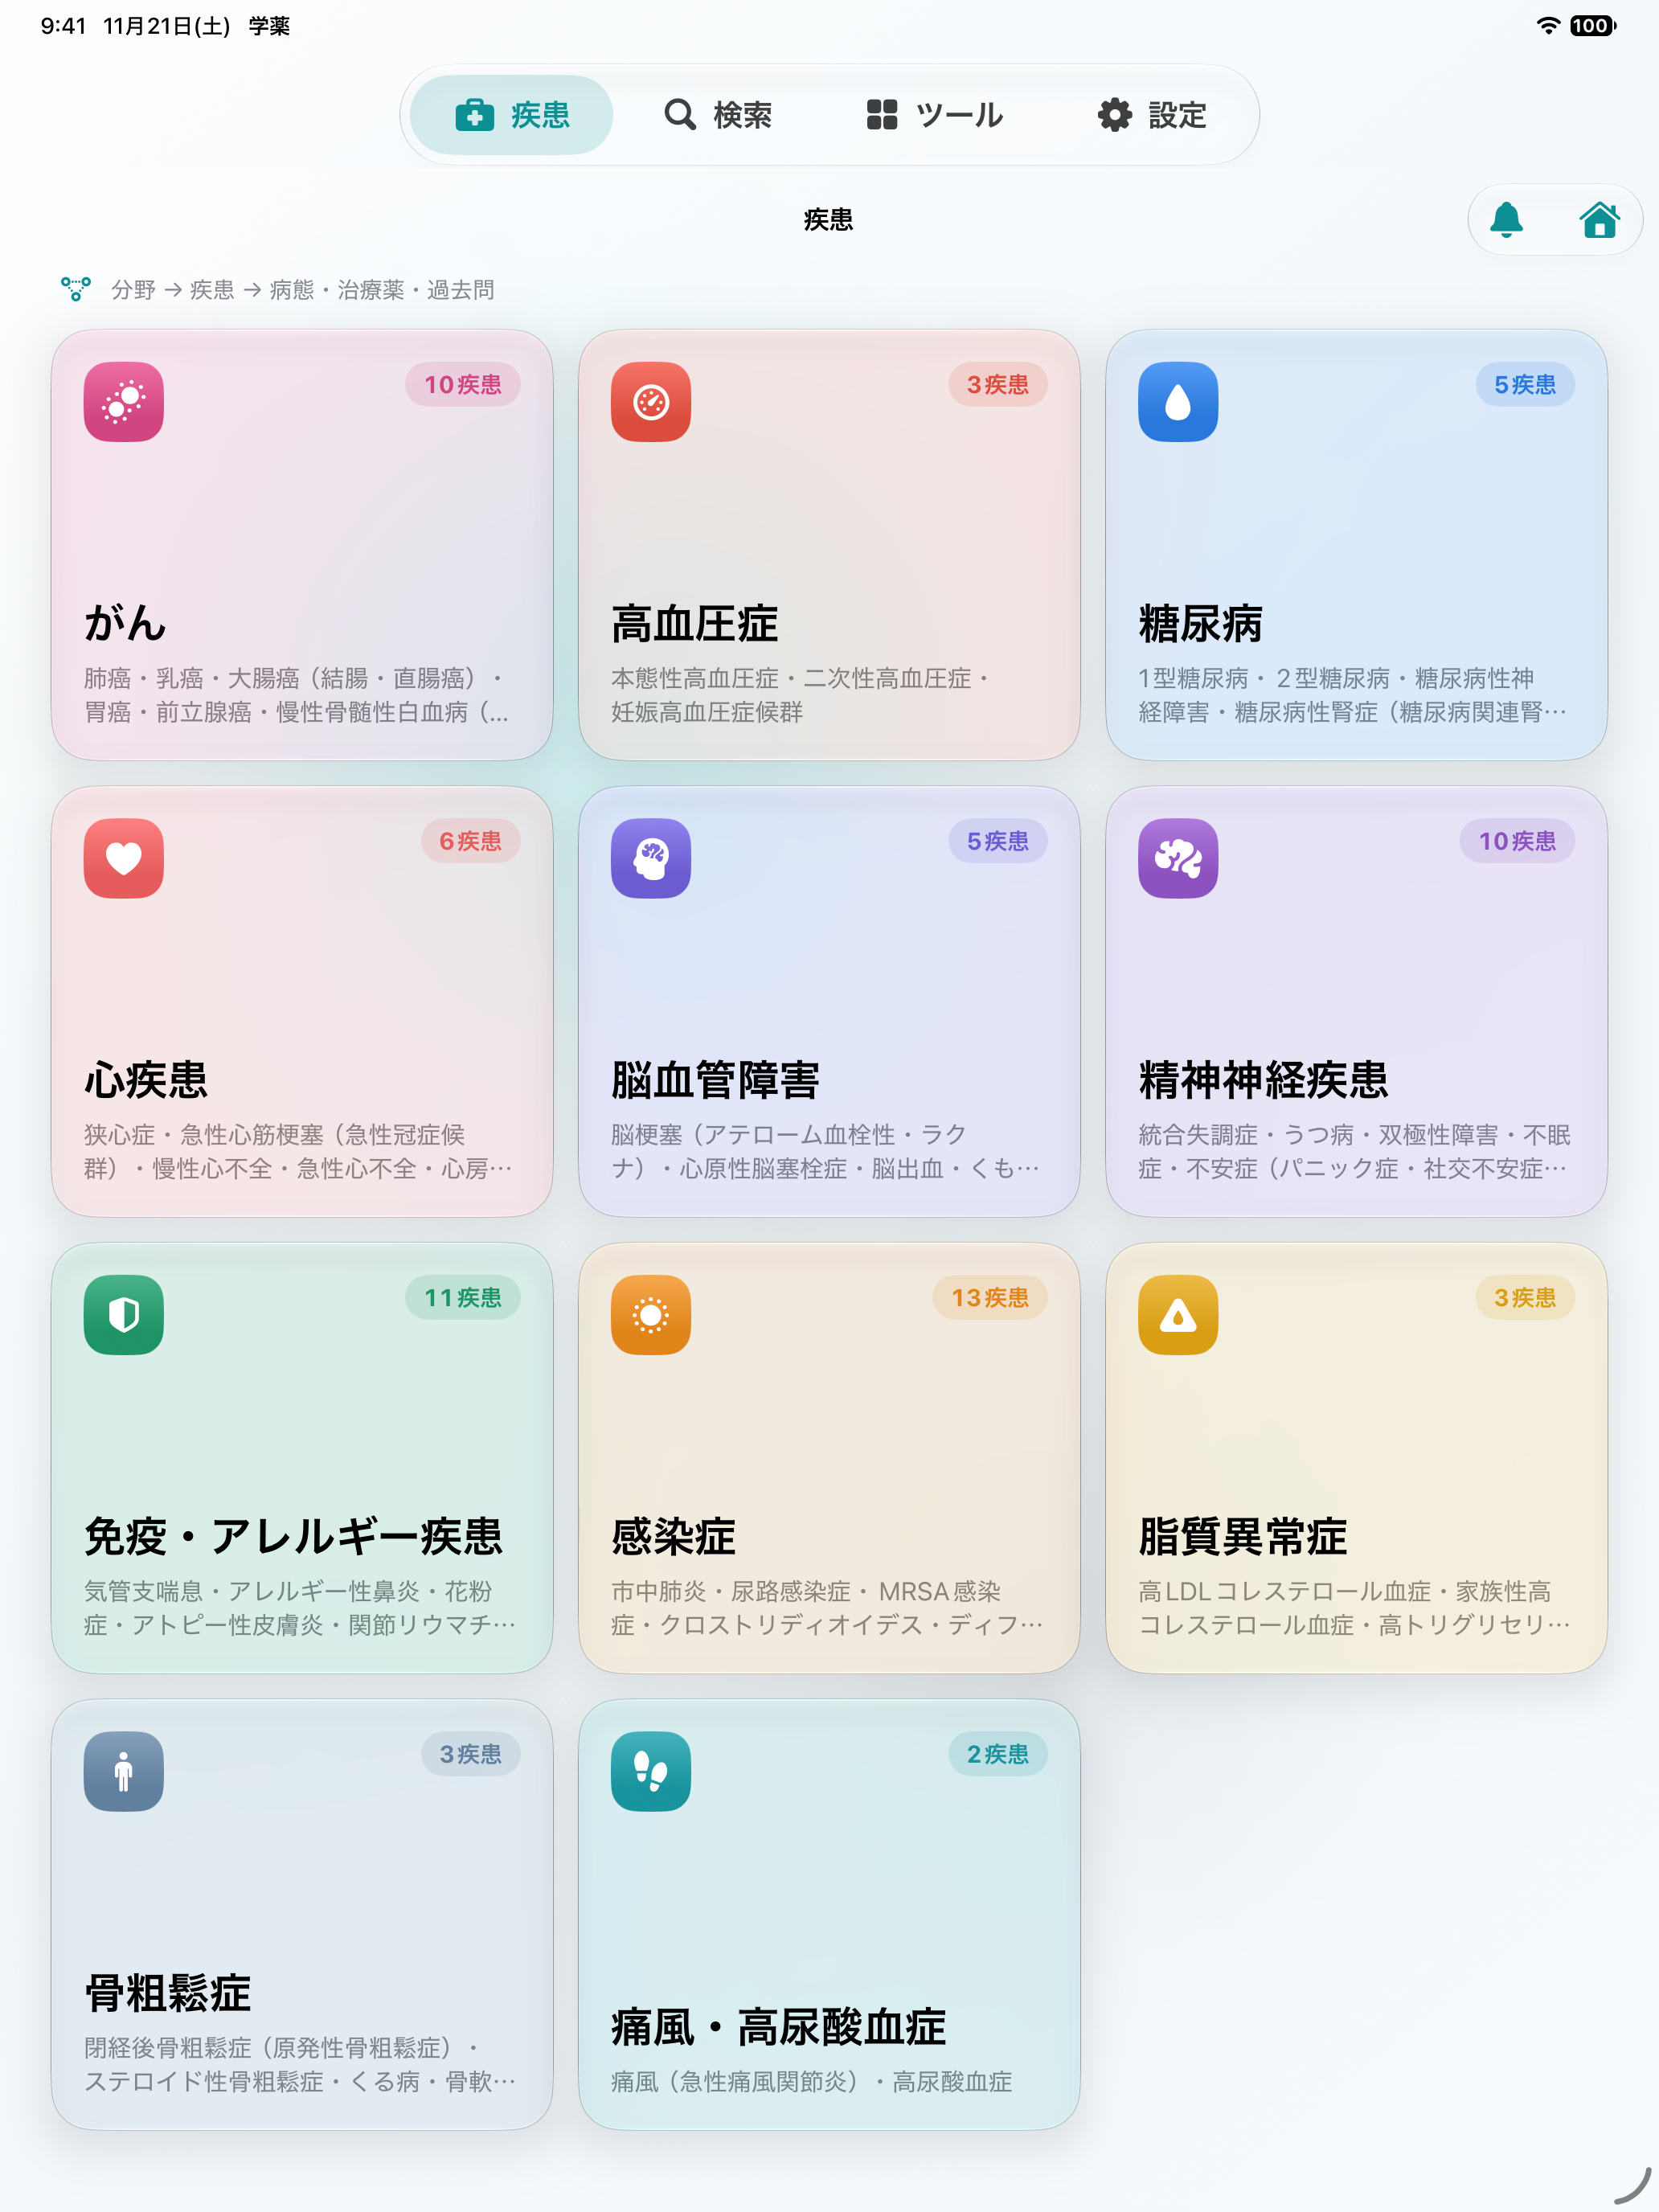 9:41 11月21日(土) 学薬
100
疾患 検索 ツール 設定
疾患
分野 → 疾患 → 病態・治療薬・過去問
10疾患
がん
肺癌・乳癌・大腸癌（結腸・直腸癌）・
胃癌・前立腺癌・慢性骨髄性白血病（…
3疾患
高血圧症
本態性高血圧症・二次性高血圧症・
妊娠高血圧症候群
5疾患
糖尿病
1型糖尿病・2型糖尿病・糖尿病性神
経障害・糖尿病性腎症（糖尿病関連腎…
6疾患
心疾患
狭心症・急性心筋梗塞（急性冠症候
群）・慢性心不全・急性心不全・心房…
5疾患
脳血管障害
脳梗塞（アテローム血栓性・ラク
ナ）・心原性脳塞栓症・脳出血・くも…
10疾患
精神神経疾患
統合失調症・うつ病・双極性障害・不眠
症・不安症（パニック症・社交不安症…
11疾患
免疫・アレルギー疾患
気管支喘息・アレルギー性鼻炎・花粉
症・アトピー性皮膚炎・関節リウマチ…
13疾患
感染症
市中肺炎・尿路感染症・MRSA感染
症・クロストリディオイデス・ディフ…
3疾患
脂質異常症
高LDLコレステロール血症・家族性高
コレステロール血症・高トリグリセリ…
3疾患
骨粗鬆症
閉経後骨粗鬆症（原発性骨粗鬆症）・
ステロイド性骨粗鬆症・くる病・骨軟…
2疾患
痛風・高尿酸血症
痛風（急性痛風関節炎）・高尿酸血症